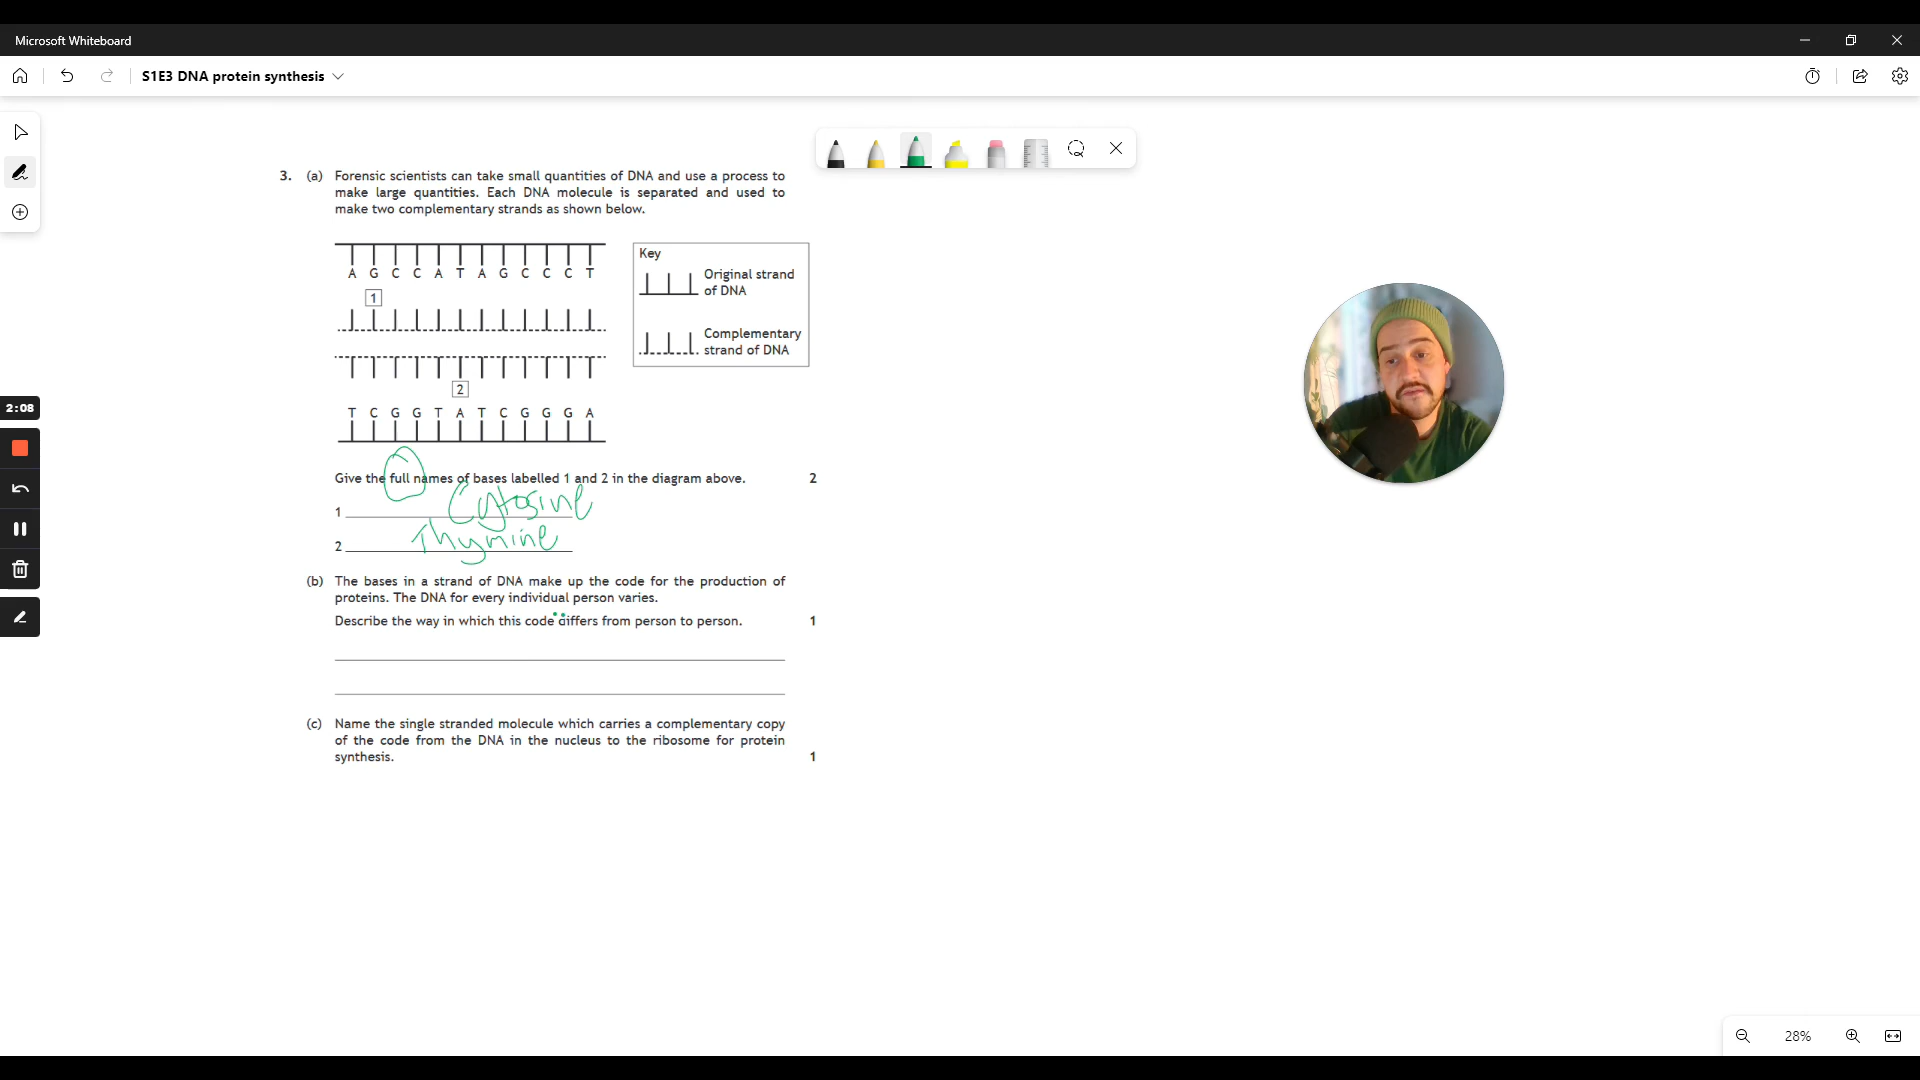 Microsoft Whiteboard
S1E3 DNA protein synthesis
3. (a) Forensic scientists can take small quantities of DNA and use a process to
make large quantities. Each DNA molecule is separated and used to
make two complementary strands as shown below.
A G C C A T A G C C C T
1
2
T C G G T A T C G G G A
Key
Original strand
of DNA
Complementary
strand of DNA
Give the full names of bases labelled 1 and 2 in the diagram above. 2
1 Cytosine
2 Thymine
(b) The bases in a strand of DNA make up the code for the production of
proteins. The DNA for every individual person varies.
Describe the way in which this code differs from person to person. 1
(c) Name the single stranded molecule which carries a complementary copy
of the code from the DNA in the nucleus to the ribosome for protein
synthesis. 1
2:08
28%